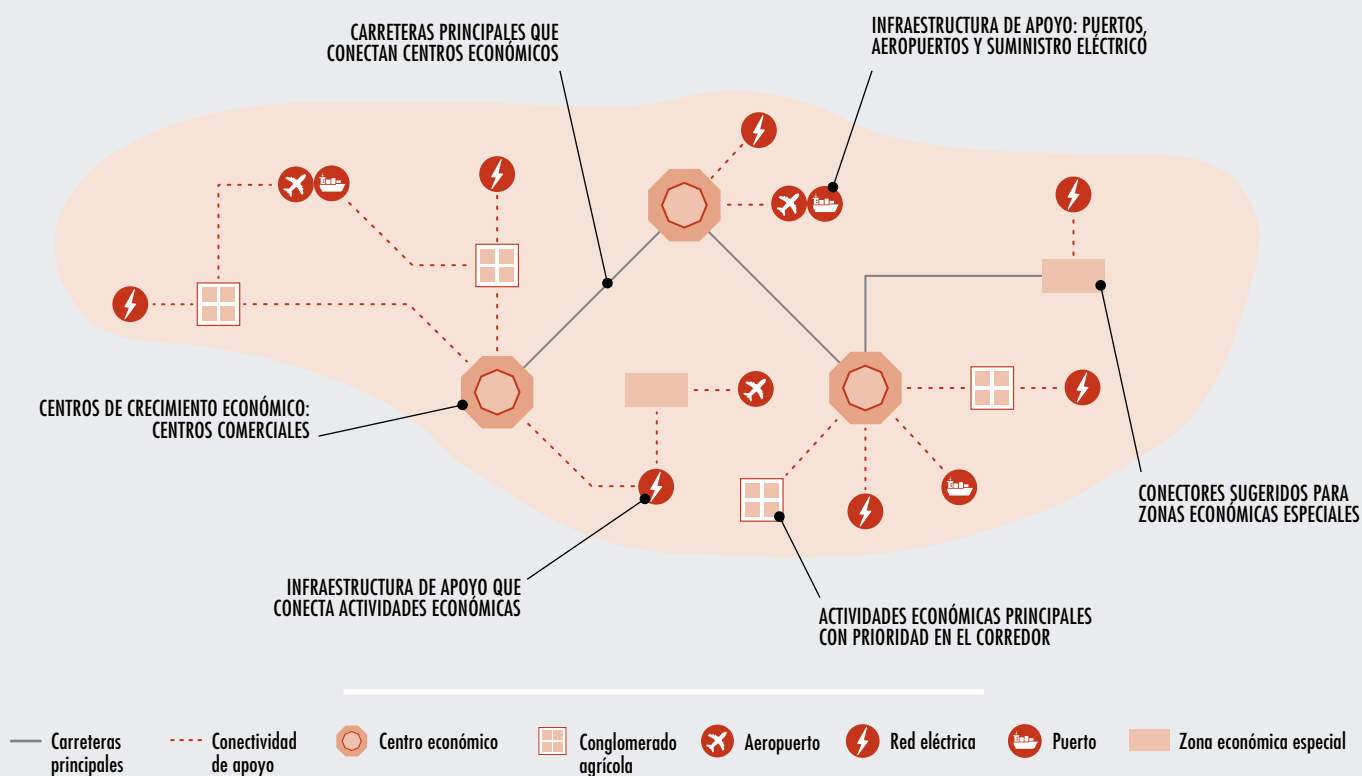 CARRETERAS PRINCIPALES QUE
CONECTAN CENTROS ECONÓMICOS
INFRAESTRUCTURA DE APOYO: PUERTOS,
AEROPUERTOS Y SUMINISTRO ELÉCTRICO
CENTROS DE CRECIMIENTO ECONÓMICO:
CENTROS COMERCIALES
CONECTORES SUGERIDOS PARA
ZONAS ECONÓMICAS ESPECIALES
INFRAESTRUCTURA DE APOYO QUE
CONECTA ACTIVIDADES ECONÓMICAS
ACTIVIDADES ECONÓMICAS PRINCIPALES
CON PRIORIDAD EN EL CORREDOR
Carreteras
principales
Conectividad
de apoyo
Centro económico
Conglomerado
agrícola
Aeropuerto
Red eléctrica
Puerto
Zona económica especial